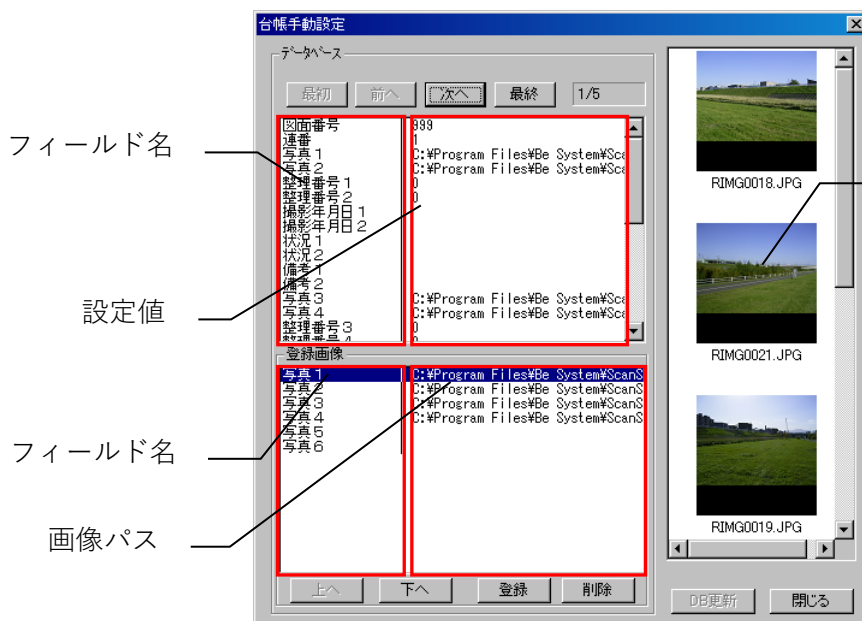 台帳手動設定
データベース
最初 前へ 次へ 最終 1/5
フィールド名
設定値
図面番号 999
連番 1
写真1 C:¥Program Files¥Be System¥Sca
写真2 C:¥Program Files¥Be System¥Sca
整理番号1 0
整理番号2 0
撮影年月日1
撮影年月日2
状況1
状況2
備考1
備考2
写真3 C:¥Program Files¥Be System¥Sca
写真4 C:¥Program Files¥Be System¥Sca
整理番号3 0
整理番号4 0
登録画像
フィールド名
画像パス
写真1 C:¥Program Files¥Be System¥ScanS
写真2 C:¥Program Files¥Be System¥ScanS
写真3 C:¥Program Files¥Be System¥ScanS
写真4 C:¥Program Files¥Be System¥ScanS
写真5
写真6
上へ 下へ 登録 削除
RIMG0018.JPG
RIMG0021.JPG
RIMG0019.JPG
DB更新 閉じる